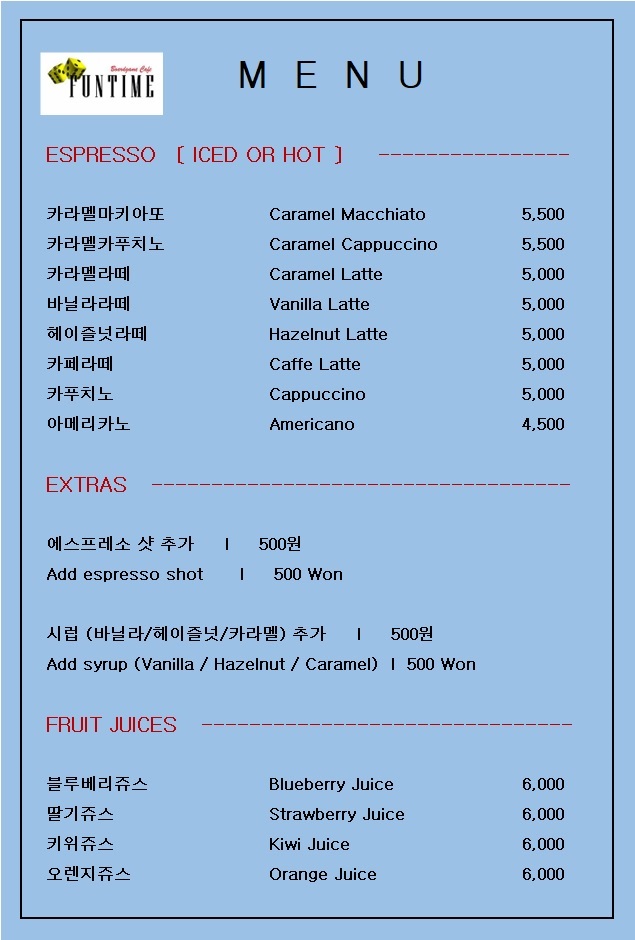 Boardgame Cafe
FUNTIME
MENU
ESPRESSO [ ICED OR HOT ] ----------------
카라멜마키아또 Caramel Macchiato 5,500
카라멜카푸치노 Caramel Cappuccino 5,500
카라멜라떼 Caramel Latte 5,000
바닐라라떼 Vanilla Latte 5,000
헤이즐넛라떼 Hazelnut Latte 5,000
카페라떼 Caffe Latte 5,000
카푸치노 Cappuccino 5,000
아메리카노 Americano 4,500
EXTRAS -----------------------------------
에스프레소 샷 추가 l 500원
Add espresso shot l 500 Won
시럽 (바닐라/헤이즐넛/카라멜) 추가 l 500원
Add syrup (Vanilla / Hazelnut / Caramel) l 500 Won
FRUIT JUICES -------------------------------
블루베리쥬스 Blueberry Juice 6,000
딸기쥬스 Strawberry Juice 6,000
키위쥬스 Kiwi Juice 6,000
오렌지쥬스 Orange Juice 6,000